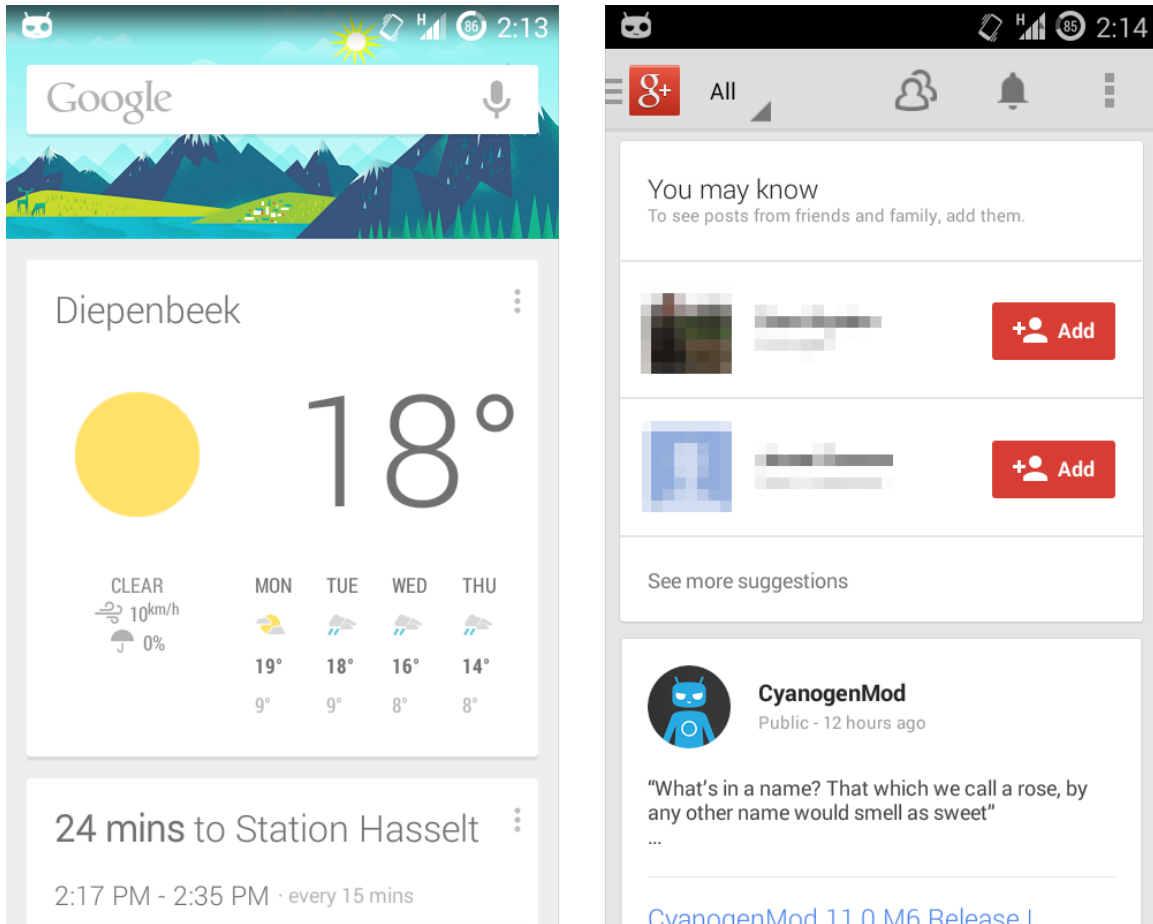 H 86 2:13
Google
Diepenbeek
18°
CLEAR
10km/h
0%
MON TUE WED THU
19° 18° 16° 14°
9° 9° 8° 8°
24 mins to Station Hasselt
2:17 PM - 2:35 PM · every 15 mins
H 85 2:14
g+ All
You may know
To see posts from friends and family, add them.
Add
Add
See more suggestions
CyanogenMod
Public - 12 hours ago
“What’s in a name? That which we call a rose, by
any other name would smell as sweet”
...
CyanogenMod 11.0 M6 Release |